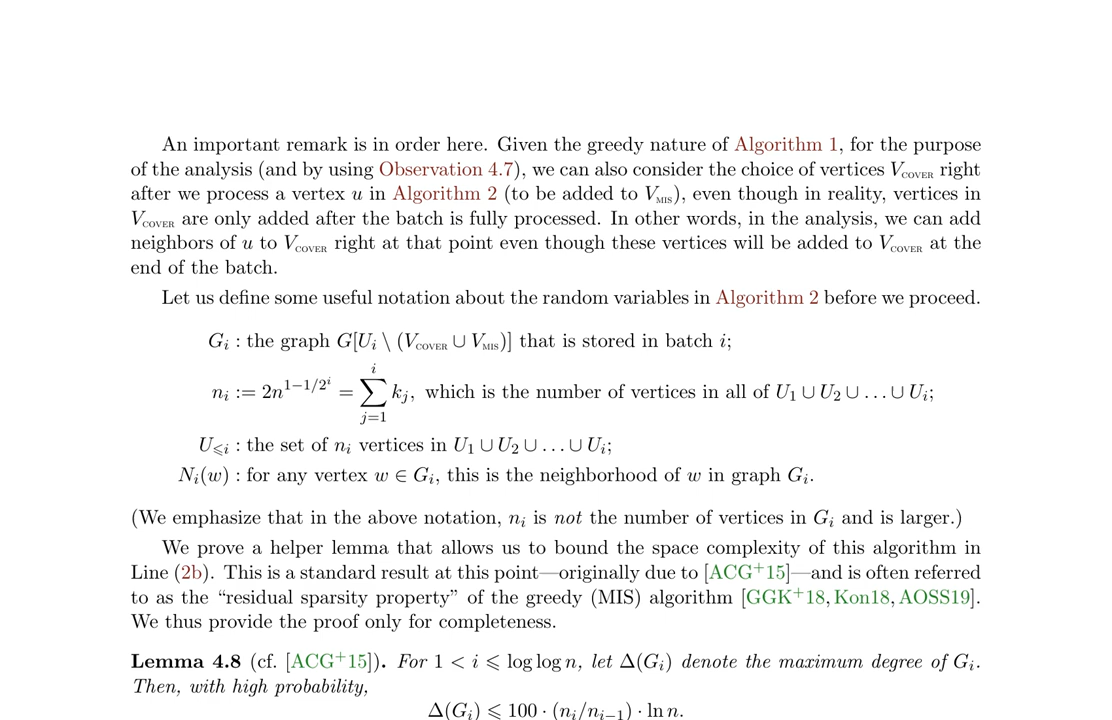 An important remark is in order here. Given the greedy nature of Algorithm 1, for the purpose
of the analysis (and by using Observation 4.7), we can also consider the choice of vertices V_COVER right
after we process a vertex u in Algorithm 2 (to be added to V_MIS), even though in reality, vertices in
V_COVER are only added after the batch is fully processed. In other words, in the analysis, we can add
neighbors of u to V_COVER right at that point even though these vertices will be added to V_COVER at the
end of the batch.
Let us define some useful notation about the random variables in Algorithm 2 before we proceed.
G_i : the graph G[U_i \ (V_COVER ∪ V_MIS)] that is stored in batch i;
n_i := 2n^{1−1/2^i} = ∑_{j=1}^{i} k_j, which is the number of vertices in all of U_1 ∪ U_2 ∪ … ∪ U_i;
U_{⩽i} : the set of n_i vertices in U_1 ∪ U_2 ∪ … ∪ U_i;
N_i(w) : for any vertex w ∈ G_i, this is the neighborhood of w in graph G_i.
(We emphasize that in the above notation, n_i is not the number of vertices in G_i and is larger.)
We prove a helper lemma that allows us to bound the space complexity of this algorithm in
Line (2b). This is a standard result at this point—originally due to [ACG⁺15]—and is often referred
to as the “residual sparsity property” of the greedy (MIS) algorithm [GGK⁺18, Kon18, AOSS19].
We thus provide the proof only for completeness.
Lemma 4.8 (cf. [ACG⁺15]). For 1 < i ⩽ log log n, let Δ(G_i) denote the maximum degree of G_i.
Then, with high probability,
Δ(G_i) ⩽ 100 · (n_i/n_{i−1}) · ln n.